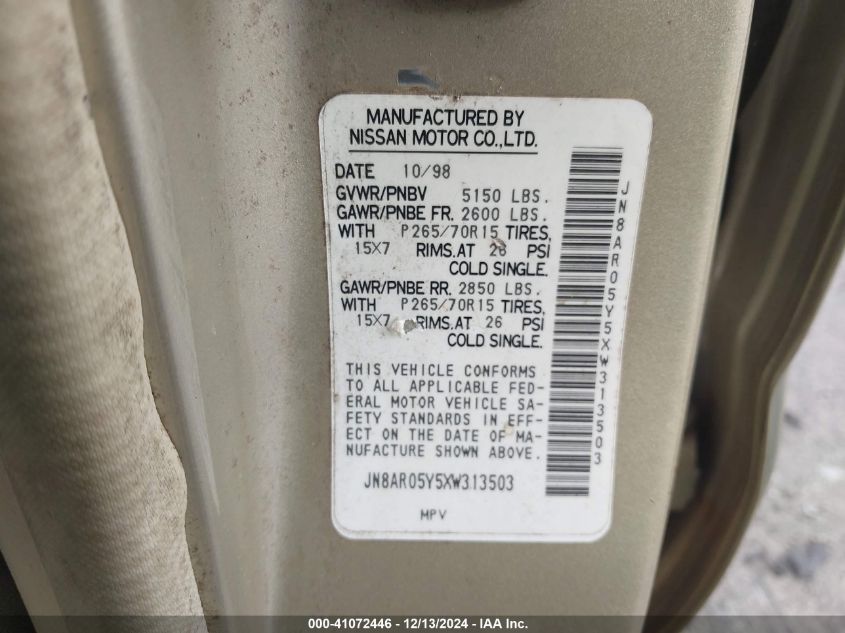 MANUFACTURED BY
NISSAN MOTOR CO.,LTD.
DATE 10/98
GVWR/PNBV 5150 LBS.
GAWR/PNBE FR. 2600 LBS.
WITH P265/70R15 TIRES,
15X7 RIMS.AT 26 PSI
COLD SINGLE.
GAWR/PNBE RR. 2850 LBS.
WITH P265/70R15 TIRES,
15X7 RIMS.AT 26 PSI
COLD SINGLE.
THIS VEHICLE CONFORMS
TO ALL APPLICABLE FED-
ERAL MOTOR VEHICLE SA-
FETY STANDARDS IN EFF-
ECT ON THE DATE OF MA-
NUFACTURE SHOWN ABOVE.
JN8AR05Y5XW313503
MPV
JN8AR05Y5XW313503
000-41072446 - 12/13/2024 - IAA Inc.